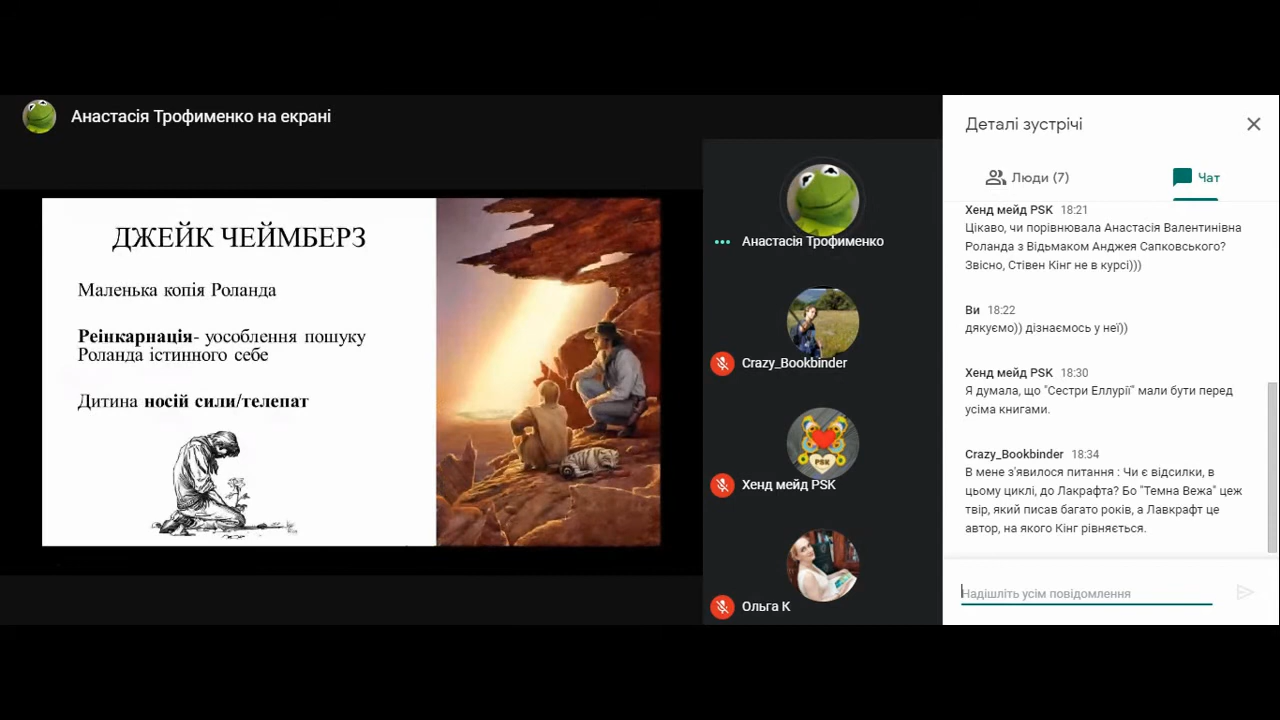 Анастасія Трофименко на екрані
ДЖЕЙК ЧЕЙМБЕРЗ
Маленька копія Роланда
Реінкарнація- уособлення пошуку
Роланда істинного себе
Дитина носій сили/телепат
Анастасія Трофименко
Crazy_Bookbinder
PSK
Хенд мейд PSK
Ольга К
Деталі зустрічі
Люди (7)
Чат
Хенд мейд PSK 18:21
Цікаво, чи порівнювала Анастасія Валентинівна
Роланда з Відьмаком Анджея Сапковського?
Звісно, Стівен Кінг не в курсі)))
Ви 18:22
дякуємо)) дізнаємось у неї))
Хенд мейд PSK 18:30
Я думала, що "Сестри Еллурії" мали бути перед
усіма книгами.
Crazy_Bookbinder 18:34
В мене з'явилося питання : Чи є відсилки, в
цьому циклі, до Лакрафта? Бо "Темна Вежа" цеж
твір, який писав багато років, а Лавкрафт це
автор, на якого Кінг рівняється.
Надішліть усім повідомлення